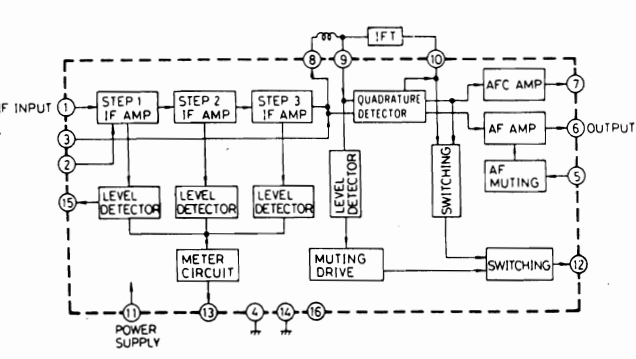 IFT
8
9
10
IF INPUT
1
STEP 1
IF AMP
STEP 2
IF AMP
STEP 3
IF AMP
QUADRATURE
DETECTOR
AFC AMP
7
3
AF AMP
6
OUTPUT
2
LEVEL
DETECTOR
SWITCHING
AF
MUTING
5
15
LEVEL
DETECTOR
LEVEL
DETECTOR
LEVEL
DETECTOR
METER
CIRCUIT
MUTING
DRIVE
SWITCHING
12
11
13
4
14
16
POWER
SUPPLY